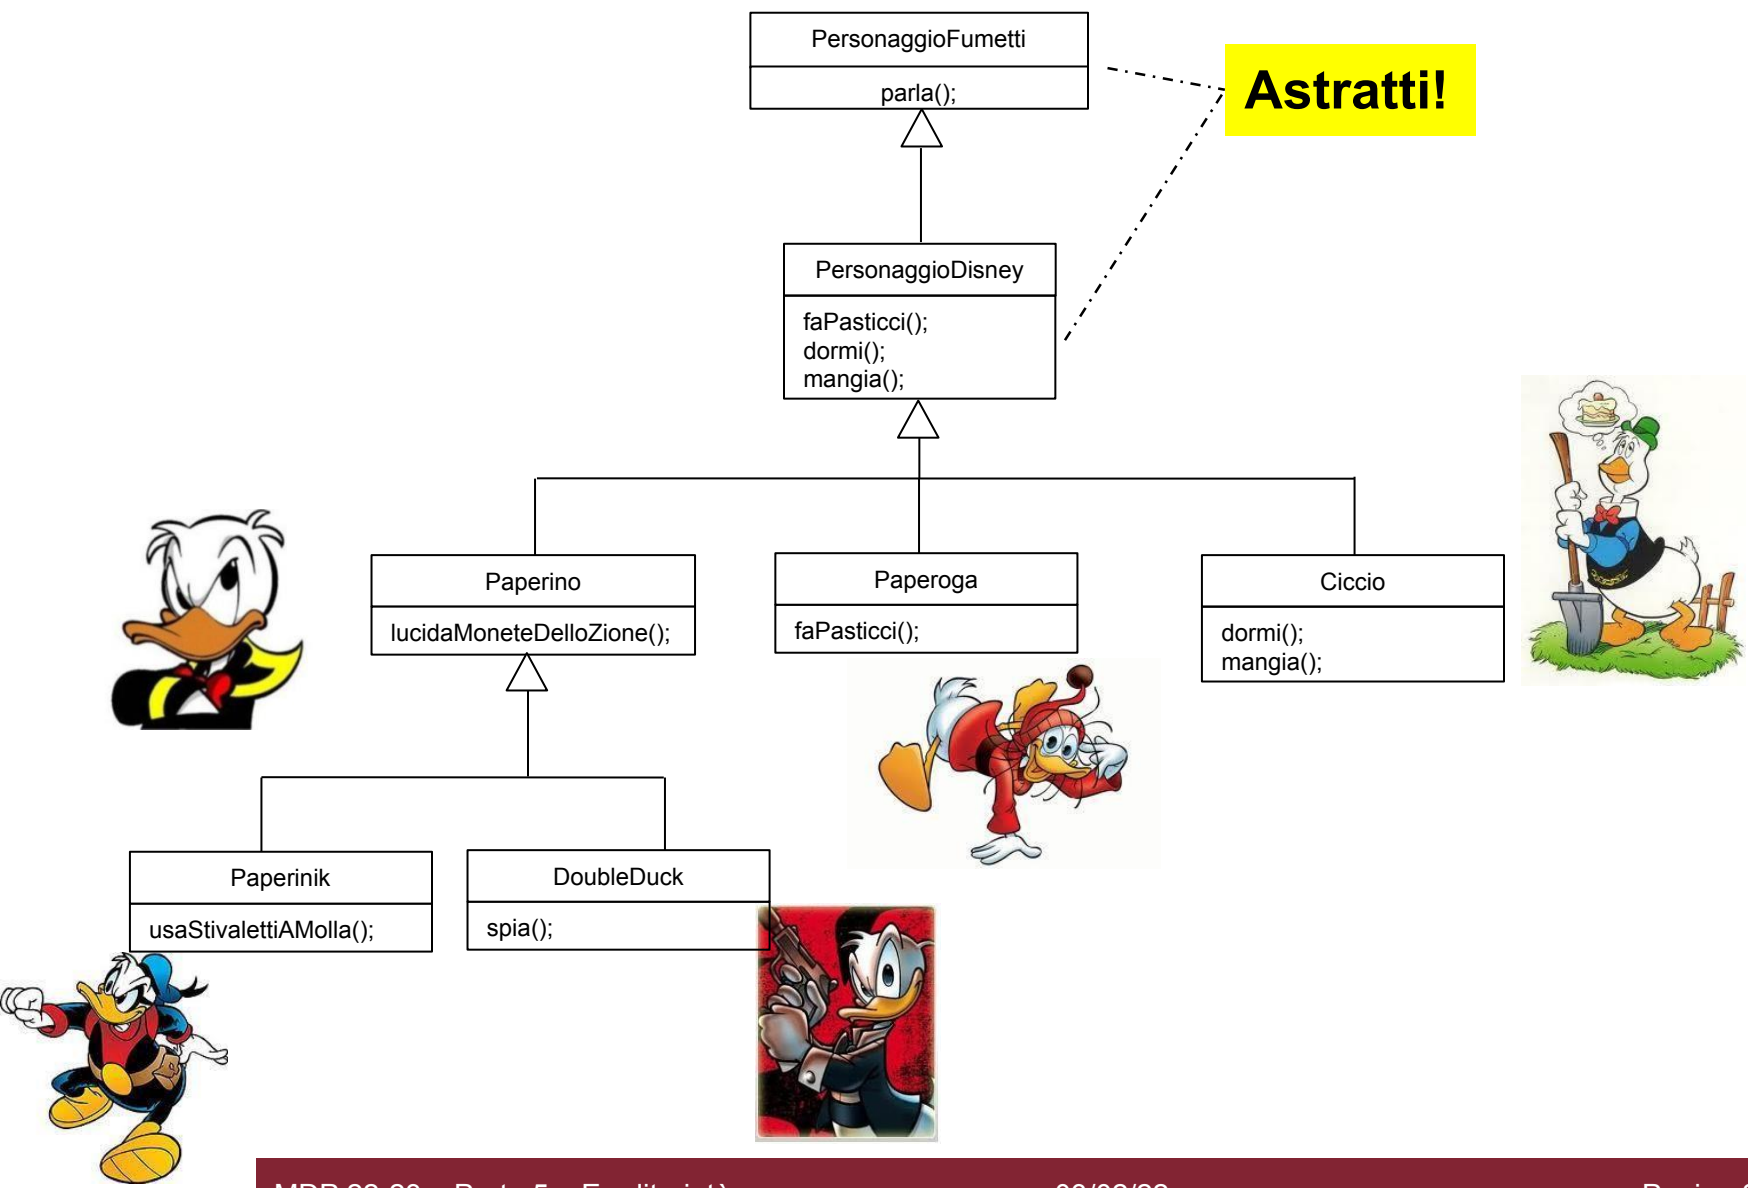 PersonaggioFumetti
parla();
Astratti!
PersonaggioDisney
faPasticci();
dormi();
mangia();
Paperino
lucidaMoneteDelloZione();
Paperoga
faPasticci();
Ciccio
dormi();
mangia();
Paperinik
usaStivalettiAMolla();
DoubleDuck
spia();